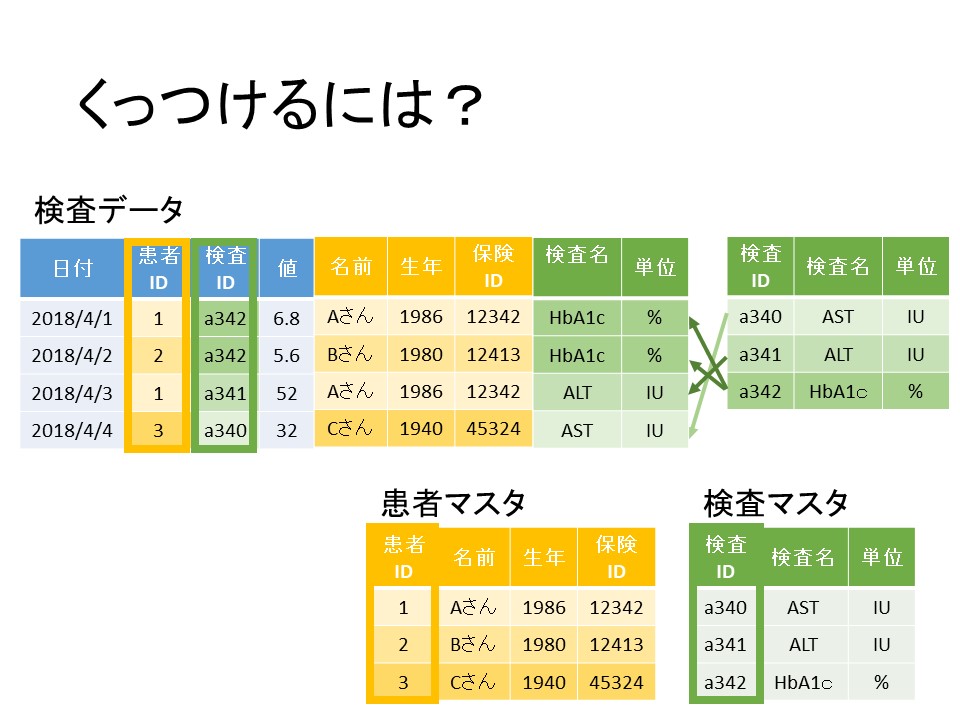 くっつけるには？
検査データ
日付 患者ID 検査ID 値 名前 生年 保険ID 検査名 単位
2018/4/1 1 a342 6.8 Aさん 1986 12342 HbA1c %
2018/4/2 2 a342 5.6 Bさん 1980 12413 HbA1c %
2018/4/3 1 a341 52 Aさん 1986 12342 ALT IU
2018/4/4 3 a340 32 Cさん 1940 45324 AST IU
検査ID 検査名 単位
a340 AST IU
a341 ALT IU
a342 HbA1c %
患者マスタ
患者ID 名前 生年 保険ID
1 Aさん 1986 12342
2 Bさん 1980 12413
3 Cさん 1940 45324
検査マスタ
検査ID 検査名 単位
a340 AST IU
a341 ALT IU
a342 HbA1c %